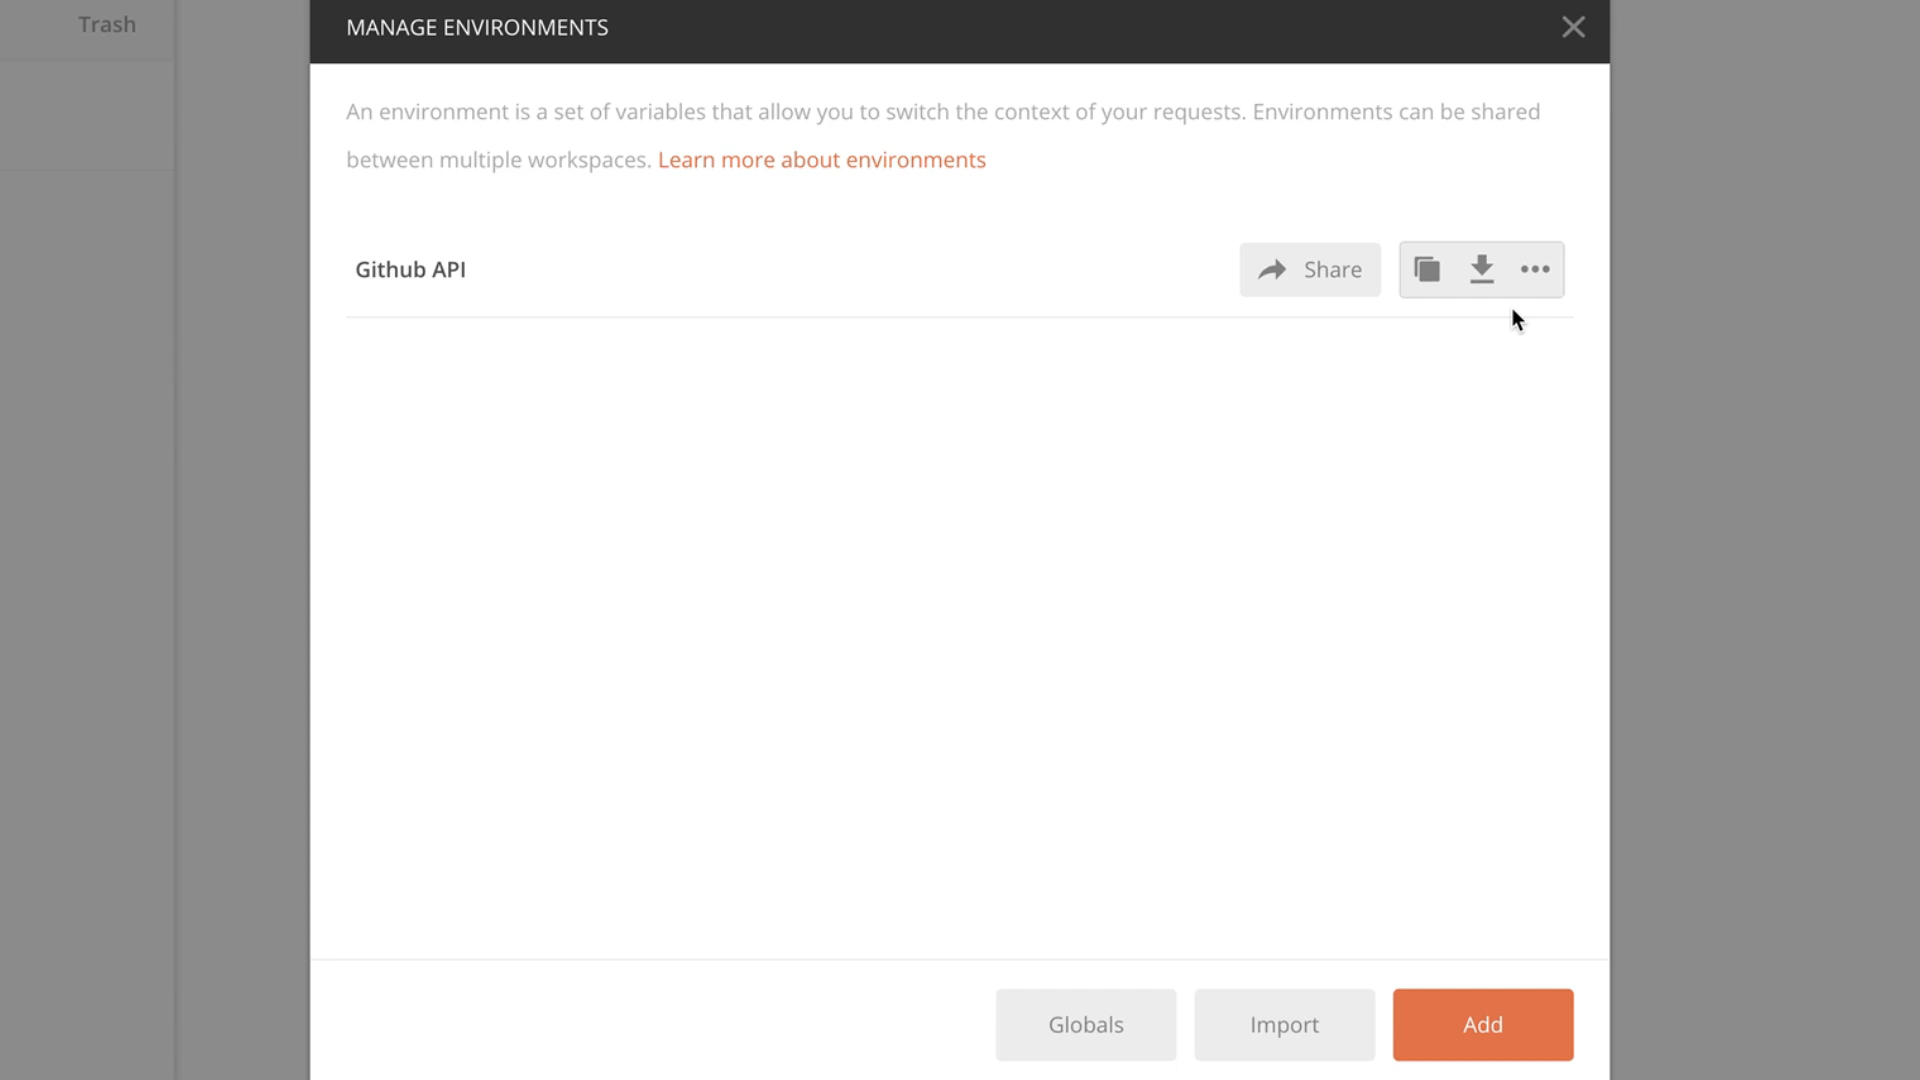 Trash
MANAGE ENVIRONMENTS
An environment is a set of variables that allow you to switch the context of your requests. Environments can be shared
between multiple workspaces. Learn more about environments
Github API
Share
Globals
Import
Add